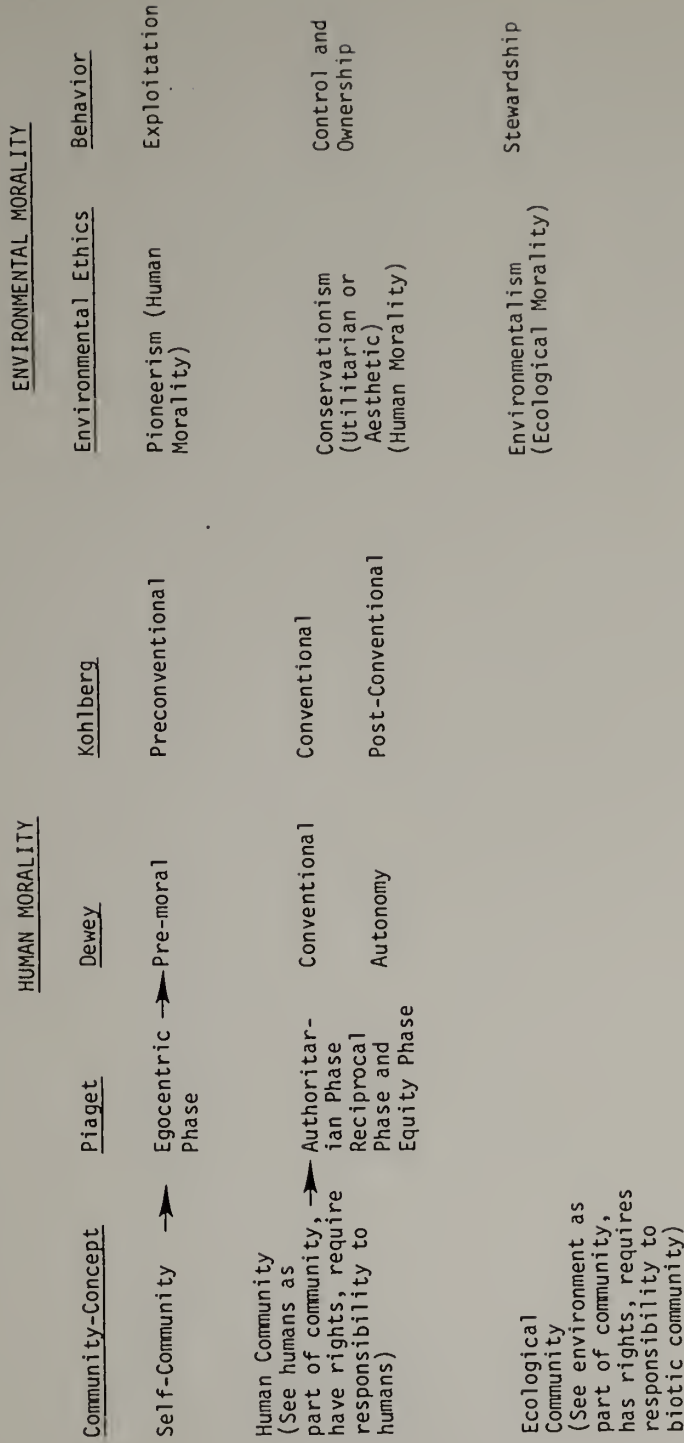 HUMAN MORALITY
ENVIRONMENTAL MORALITY
Community-Concept
Piaget
Dewey
Kohlberg
Environmental Ethics
Behavior
Self-Community
Egocentric
Phase
Pre-moral
Preconventional
Pioneerism (Human
Morality)
Exploitation
Human Community
(See humans as
part of community,
have rights, require
responsibility to
humans)
Authoritar-
ian Phase
Reciprocal
Phase and
Equity Phase
Conventional
Autonomy
Conventional
Post-Conventional
Conservationism
(Utilitarian or
Aesthetic)
(Human Morality)
Control and
Ownership
Ecological
Community
(See environment as
part of community,
has rights, requires
responsibility to
biotic community)
Environmentalism
(Ecological Morality)
Stewardship